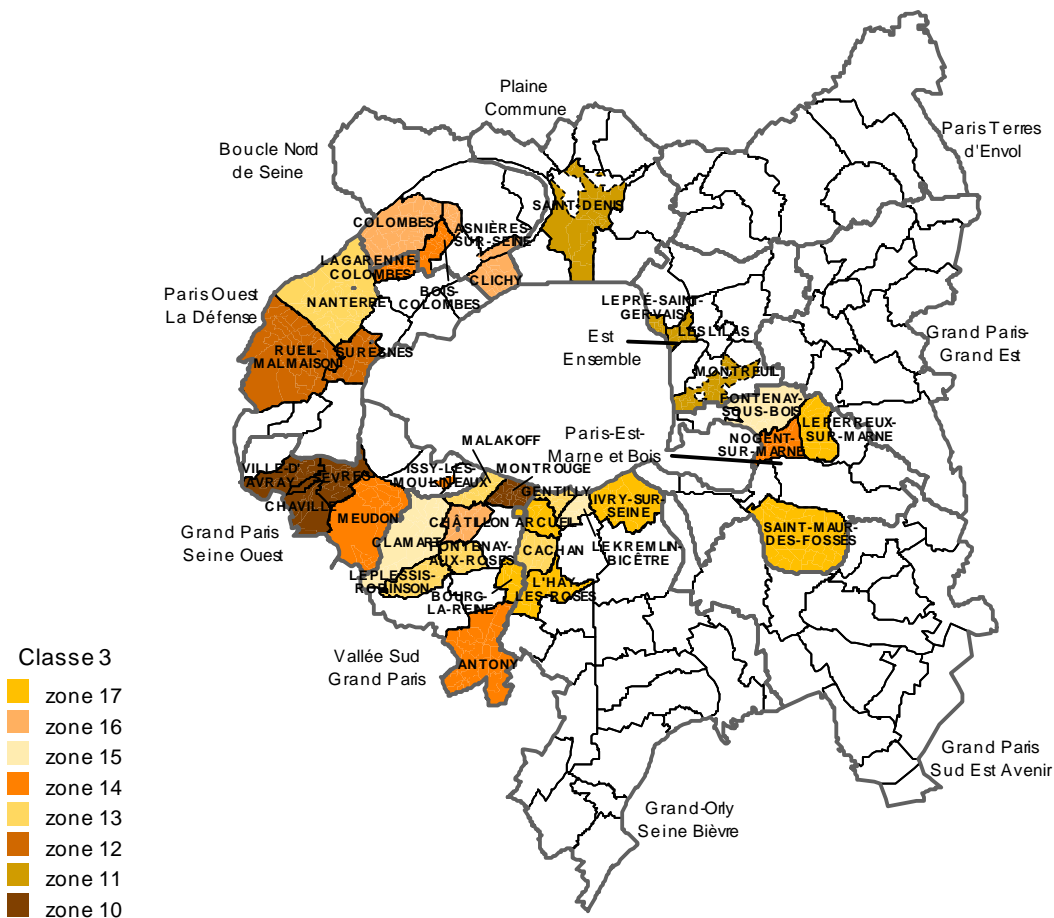 Plaine
Commune
Paris Terres
d'Envol
Boucle Nord
de Seine
SAINT-DENIS
COLOMBES
ASNIÈRES-
SUR-SEINE
LA GARENNE-
COLOMBES
CLICHY
Paris Ouest
La Défense
NANTERRE
BOIS-
COLOMBES
LE PRÉ-SAINT-
GERVAIS
LES LILAS
Est
Ensemble
Grand Paris-
Grand Est
RUEIL-
MALMAISON
SURESNES
MONTREUIL
FONTENAY-
SOUS-BOIS
LE PERREUX-
SUR-MARNE
NOGENT-
SUR-MARNE
Paris-Est-
Marne et Bois
MALAKOFF
MONTROUGE
ISSY-LES-
MOULINEAUX
VILLE-D'
AVRAY
SÈVRES
CHAVILLE
GENTILLY
IVRY-SUR-
SEINE
MEUDON
CHÂTILLON
ARCUEIL
SAINT-MAUR-
DES-FOSSÉS
Grand Paris
Seine Ouest
CLAMART
FONTENAY-
AUX-ROSES
CACHAN
LE KREMLIN-
BICÊTRE
LE PLESSIS-
ROBINSON
BOURG-
LA-REINE
L'HAŸ-
LES-ROSES
Vallée Sud
Grand Paris
ANTONY
Grand Paris
Sud Est Avenir
Grand-Orly
Seine Bièvre
Classe 3
zone 17
zone 16
zone 15
zone 14
zone 13
zone 12
zone 11
zone 10